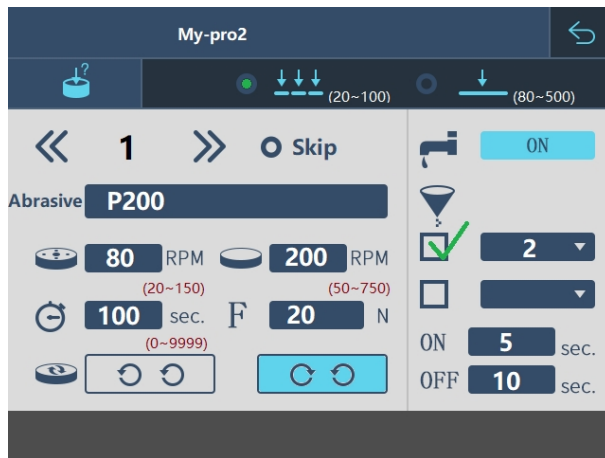 My-pro2
?
(20~100)
(80~500)
1
Skip
ON
Abrasive P200
80 RPM 200 RPM
2
(20~150) (50~750)
100 sec. F 20 N
(0~9999)
ON 5 sec.
OFF 10 sec.